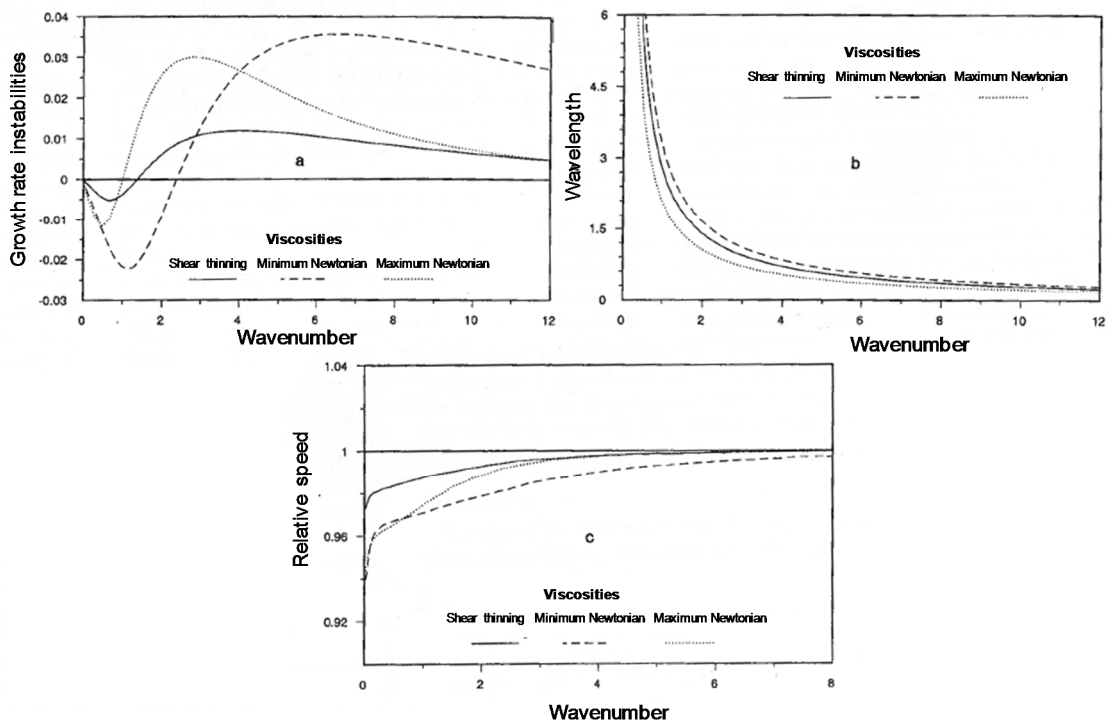 0.04
0.03
0.02
0.01
0
-0.01
-0.02
-0.03
Growth rate instabilities
a
Viscosities
Shear thinning Minimum Newtonian Maximum Newtonian
0 2 4 6 8 10 12
Wavenumber
6
4.5
3
1.5
0
Wavelength
Viscosities
Shear thinning Minimum Newtonian Maximum Newtonian
b
0 2 4 6 8 10 12
Wavenumber
1.04
1
0.96
0.92
Relative speed
c
Viscosities
Shear thinning Minimum Newtonian Maximum Newtonian
0 2 4 6 8
Wavenumber